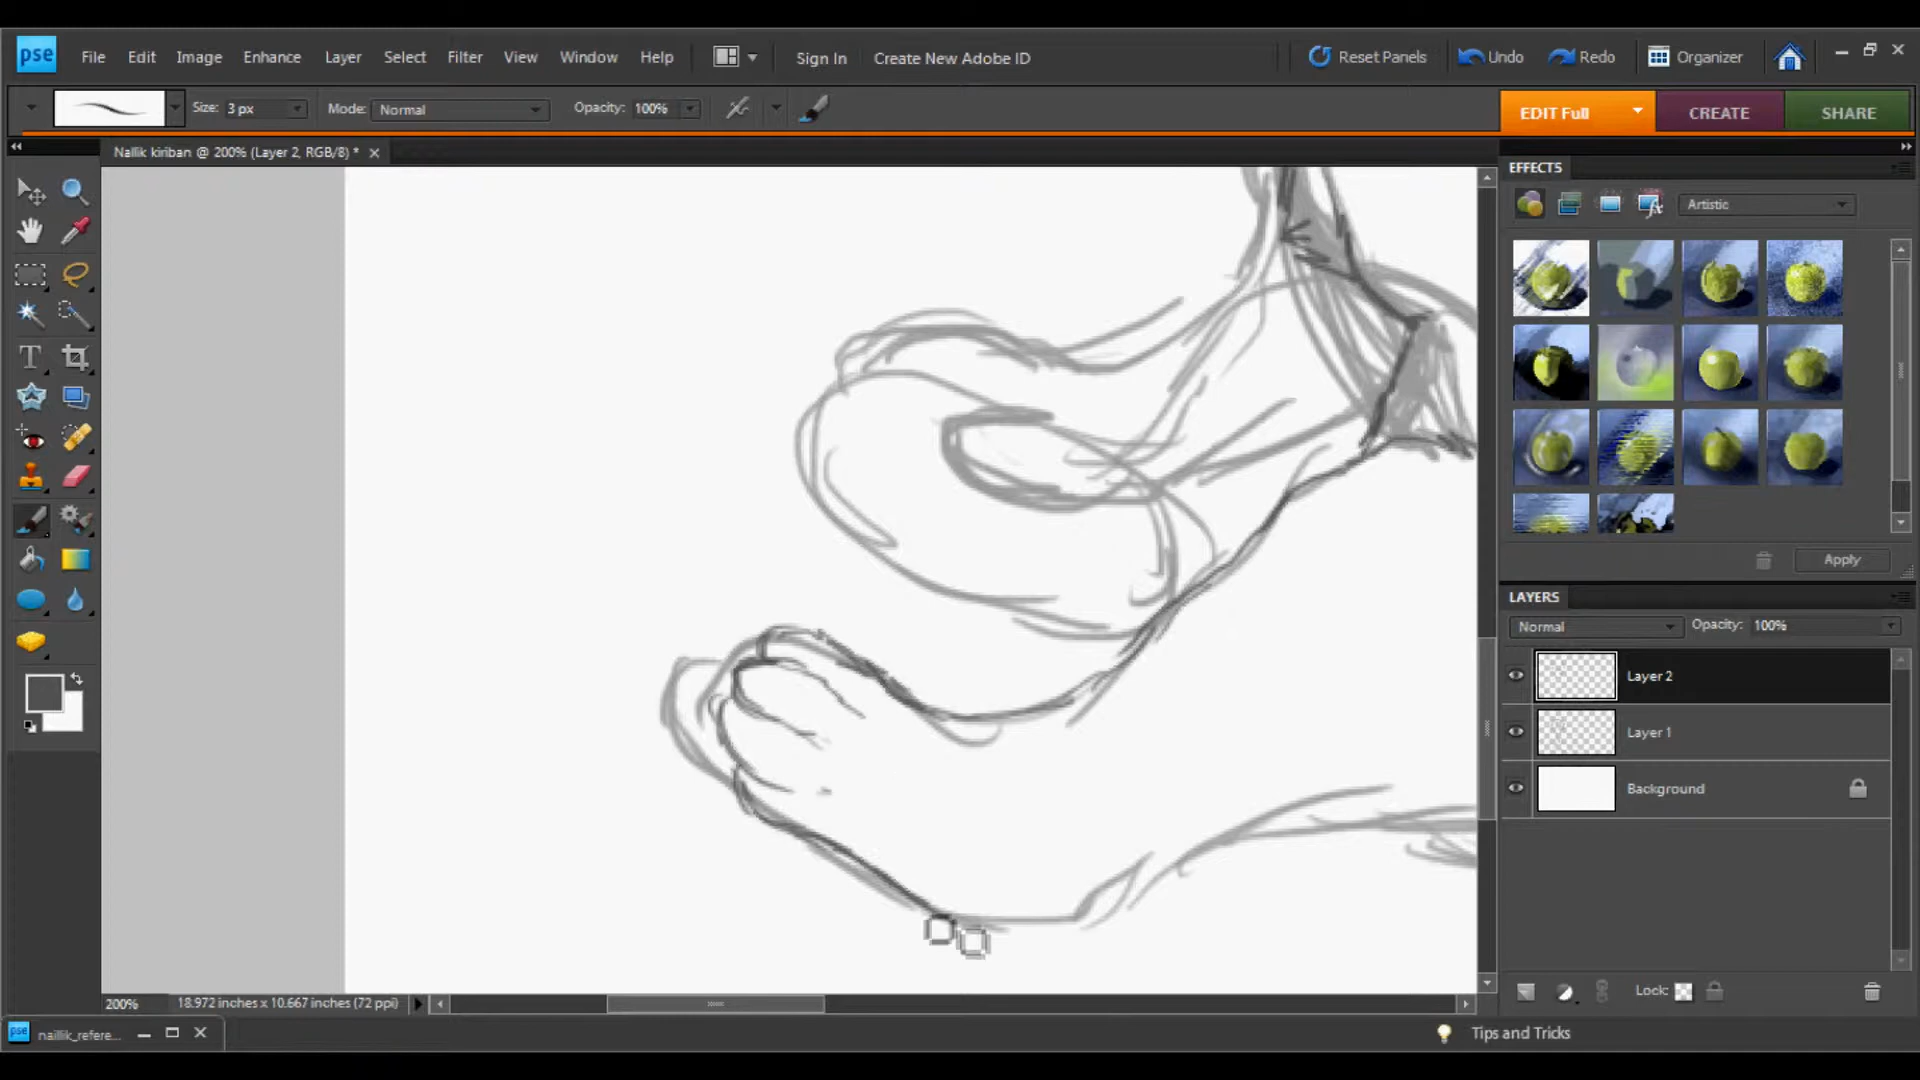 pse File Edit Image Enhance Layer Select Filter View Window Help Sign In Create New Adobe ID Reset Panels Undo Redo Organizer
Size: 3 px Mode: Normal Opacity: 100% EDIT Full CREATE SHARE
Nallik kiriban @ 200% (Layer 2, RGB/8) *
EFFECTS
Artistic
Apply
LAYERS
Normal Opacity: 100%
Layer 2
Layer 1
Background
Lock:
200% 18.972 inches x 10.667 inches (72 ppi)
pse naillik_refere... Tips and Tricks